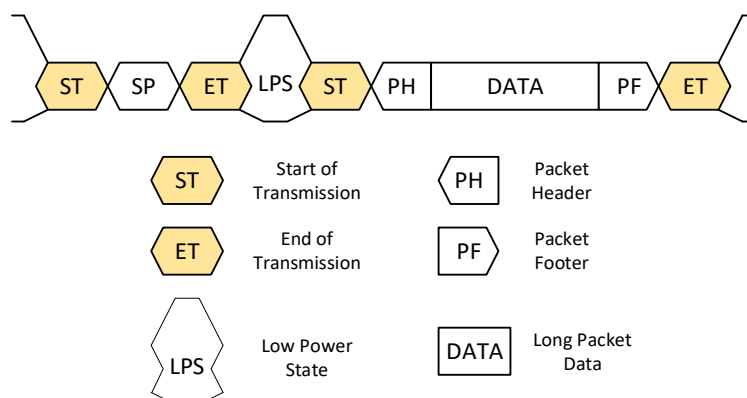 ST SP ET LPS ST PH DATA PF ET
ST Start of Transmission
PH Packet Header
ET End of Transmission
PF Packet Footer
LPS Low Power State
DATA Long Packet Data